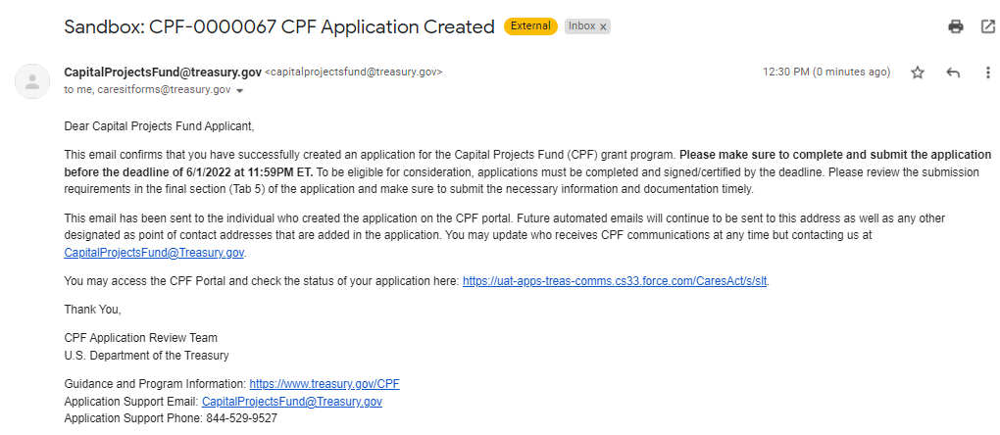 Sandbox: CPF-0000067 CPF Application Created External Inbox x
CapitalProjectsFund@treasury.gov <capitalprojectsfund@treasury.gov> 12:30 PM (0 minutes ago)
to me, caresitforms@treasury.gov
Dear Capital Projects Fund Applicant,
This email confirms that you have successfully created an application for the Capital Projects Fund (CPF) grant program. Please make sure to complete and submit the application
before the deadline of 6/1/2022 at 11:59PM ET. To be eligible for consideration, applications must be completed and signed/certified by the deadline. Please review the submission
requirements in the final section (Tab 5) of the application and make sure to submit the necessary information and documentation timely.
This email has been sent to the individual who created the application on the CPF portal. Future automated emails will continue to be sent to this address as well as any other
designated as point of contact addresses that are added in the application. You may update who receives CPF communications at any time but contacting us at
CapitalProjectsFund@Treasury.gov.
You may access the CPF Portal and check the status of your application here: https://uat-apps-treas-comms.cs33.force.com/CaresAct/s/slt.
Thank You,
CPF Application Review Team
U.S. Department of the Treasury
Guidance and Program Information: https://www.treasury.gov/CPF
Application Support Email: CapitalProjectsFund@Treasury.gov
Application Support Phone: 844-529-9527